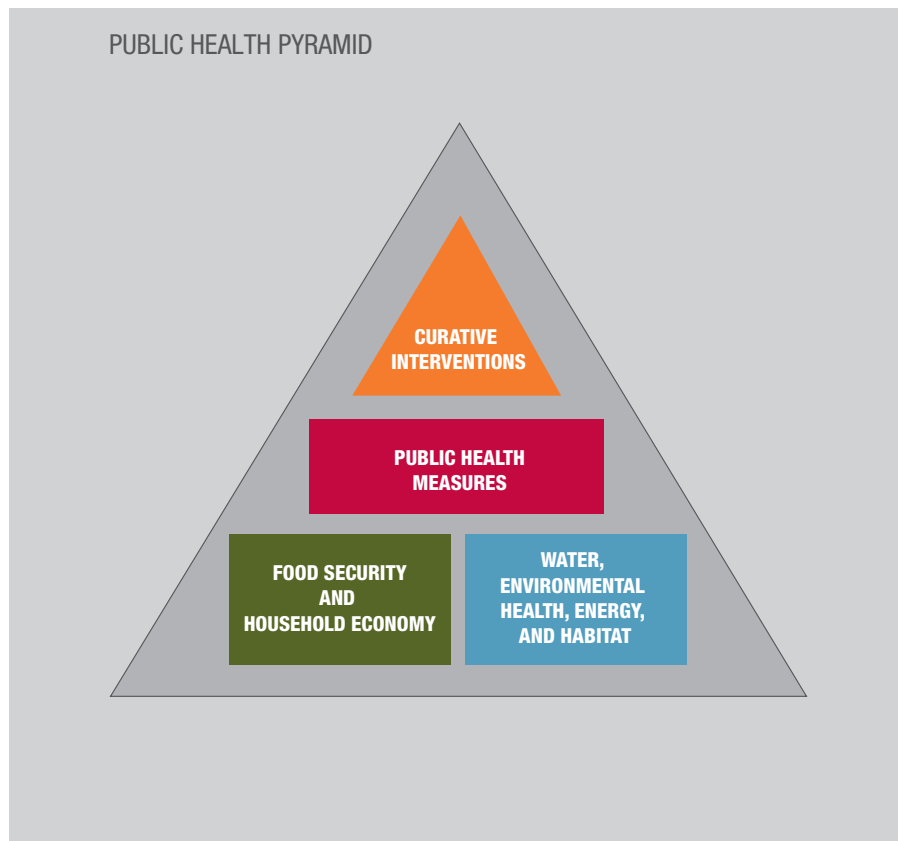 PUBLIC HEALTH PYRAMID
CURATIVE
INTERVENTIONS
PUBLIC HEALTH
MEASURES
FOOD SECURITY
AND
HOUSEHOLD ECONOMY
WATER,
ENVIRONMENTAL
HEALTH, ENERGY,
AND HABITAT